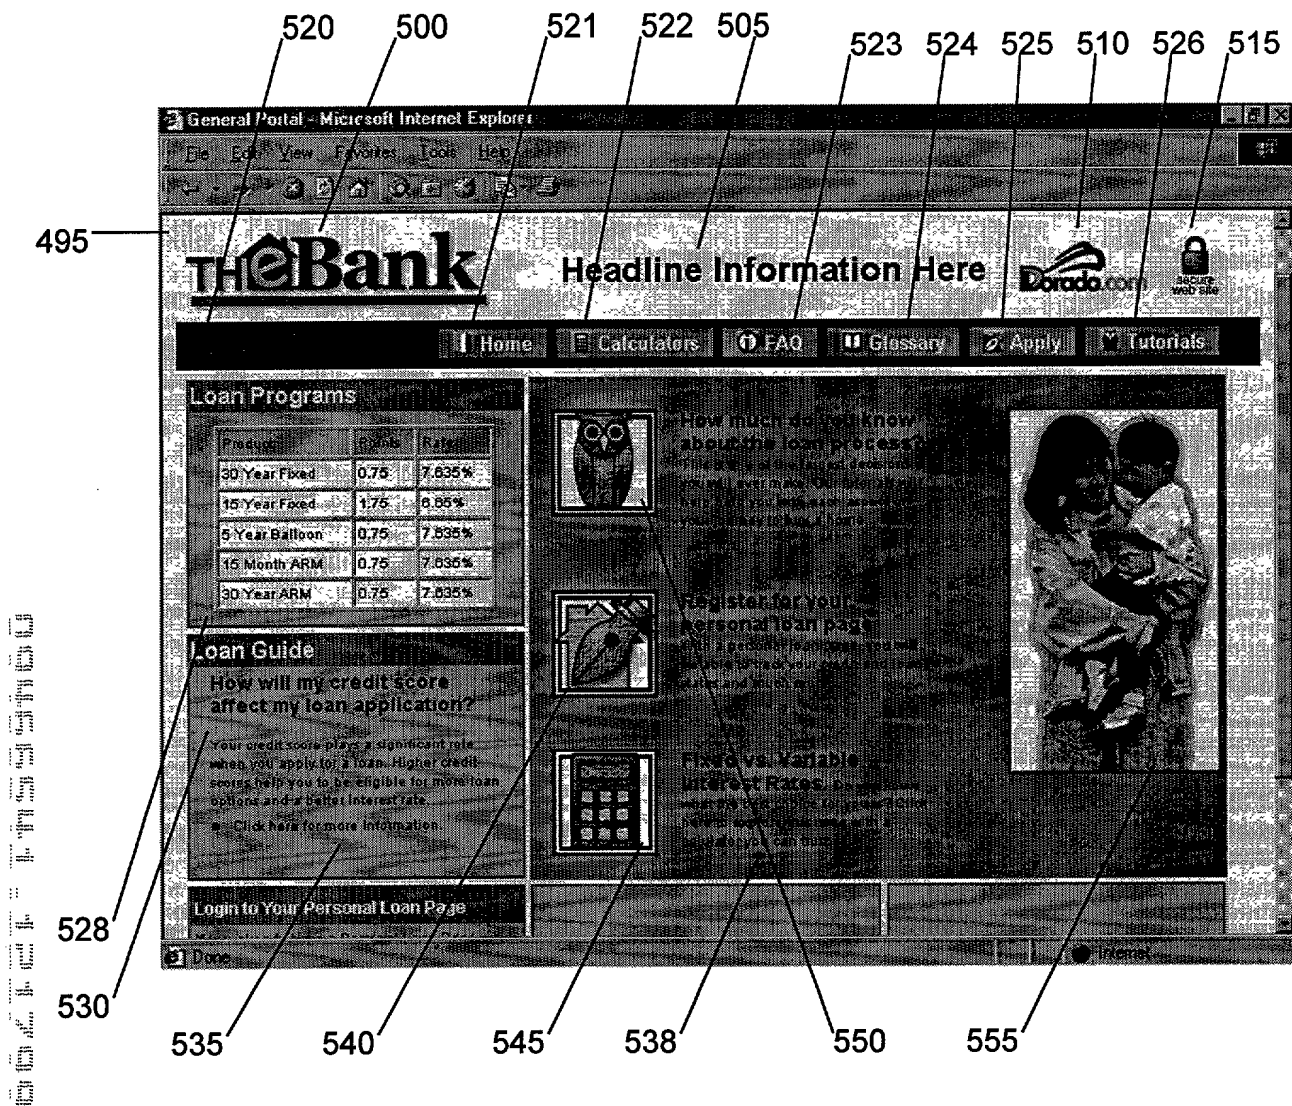 520 500 521 522 505 523 524 525 510 526 515
General Portal - Microsoft Internet Explorer
File Edit View Favorites Tools Help
495
THeBank Headline Information Here Dorado.com secure web site
Home Calculators FAQ Glossary Apply Tutorials
Loan Programs
Product Points Rate
30 Year Fixed 0.75 7.635%
15 Year Fixed 1.75 6.65%
5 Year Balloon 0.75 7.635%
15 Month ARM 0.75 7.635%
30 Year ARM 0.75 7.635%
How much do you know
about the loan process?
Register for your
personal loan page
Fixed vs. Variable
Interest Rates
Loan Guide
How will my credit score
affect my loan application?
Your credit score plays a significant role
when you apply for a loan. Higher credit
scores help you to be eligible for more loan
options and a better interest rate.
Click here for more information.
Login to Your Personal Loan Page
Done Internet
528
530
535 540 545 538 550 555